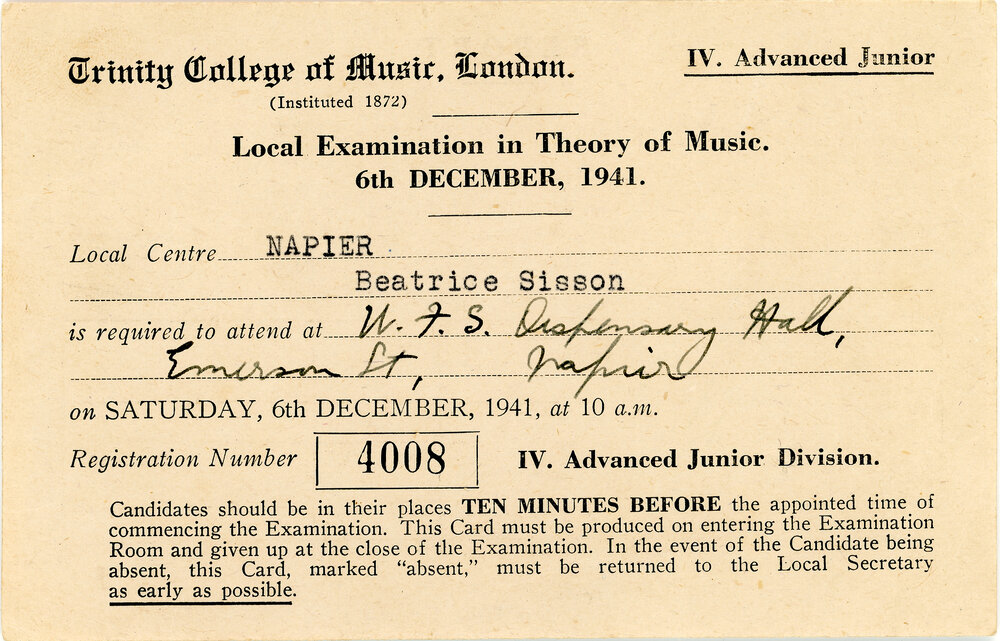 Trinity College of Music, London.
IV. Advanced Junior
(Instituted 1872)
Local Examination in Theory of Music.
6th DECEMBER, 1941.
Local Centre NAPIER
Beatrice Sisson
is required to attend at U. F. S. Dispensary Hall,
Emerson St, Napier
on SATURDAY, 6th DECEMBER, 1941, at 10 a.m.
Registration Number 4008 IV. Advanced Junior Division.
Candidates should be in their places TEN MINUTES BEFORE the appointed time of
commencing the Examination. This Card must be produced on entering the Examination
Room and given up at the close of the Examination. In the event of the Candidate being
absent, this Card, marked “absent,” must be returned to the Local Secretary
as early as possible.